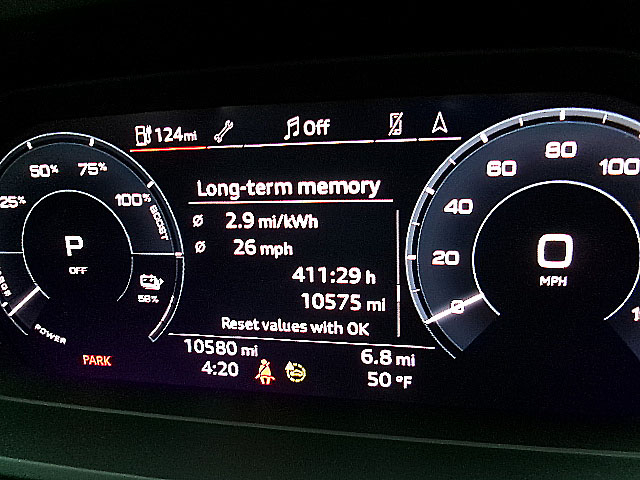 124mi
Off
Long-term memory
ø 2.9 mi/kWh
ø 26 mph
411:29 h
10575 mi
Reset values with OK
10580 mi
6.8 mi
4:20
50 °F
25%
50%
75%
100%
BOOST
P
OFF
58%
POWER
PARK
0
20
40
60
80
100
0
MPH